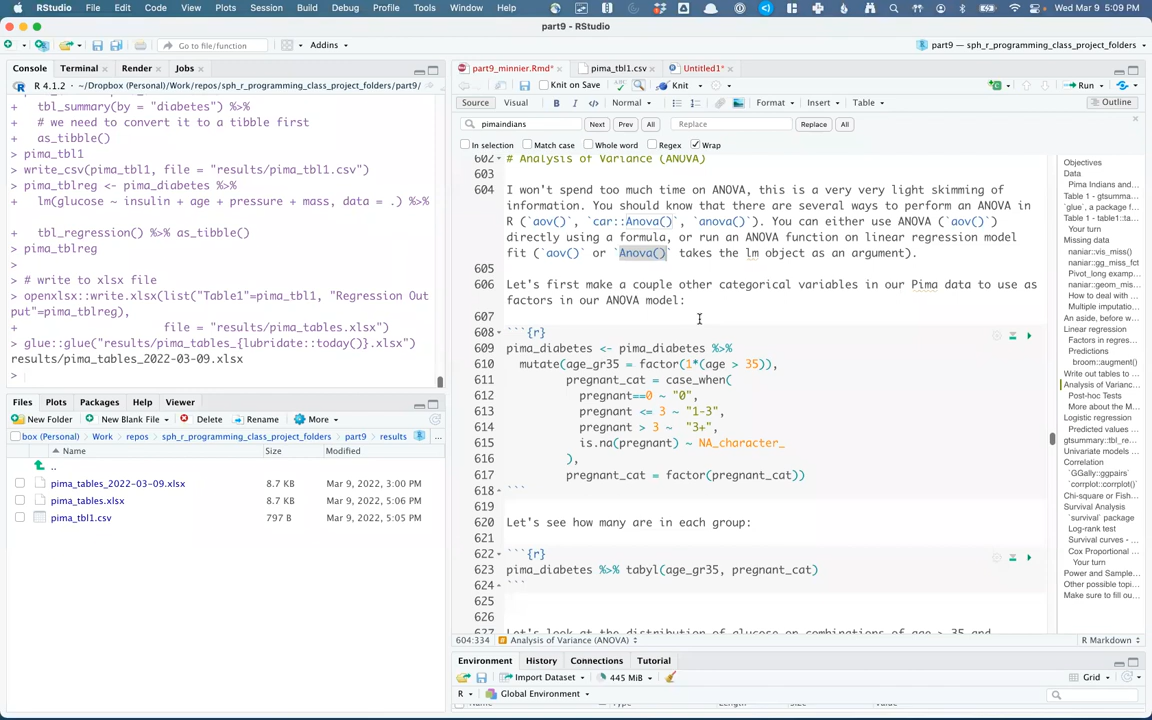 RStudio File Edit Code View Plots Session Build Debug Profile Tools Window Help Wed Mar 9 5:09 PM
part9 - RStudio
Go to file/function Addins part9 — sph_r_programming_class_project_folders
Console Terminal Render Jobs
R 4.1.2 · ~/Dropbox (Personal)/Work/repos/sph_r_programming_class_project_folders/part9/
+   tbl_summary(by = "diabetes") %>%
+   # we need to convert it to a tibble first
+   as_tibble()
> pima_tbl1
> write_csv(pima_tbl1, file = "results/pima_tbl1.csv")
> pima_tblreg <- pima_diabetes %>%
+   lm(glucose ~ insulin + age + pressure + mass, data = .) %>%
+   tbl_regression() %>% as_tibble()
> pima_tblreg
>
> # write to xlsx file
> openxlsx::write.xlsx(list("Table1"=pima_tbl1, "Regression Out
put"=pima_tblreg),
+                      file = "results/pima_tables.xlsx")
> glue::glue("results/pima_tables_{lubridate::today()}.xlsx")
results/pima_tables_2022-03-09.xlsx
>
Files Plots Packages Help Viewer
New Folder New Blank File Delete Rename More
box (Personal) Work repos sph_r_programming_class_project_folders part9 results ...
Name Size Modified
..
pima_tables_2022-03-09.xlsx 8.7 KB Mar 9, 2022, 3:00 PM
pima_tables.xlsx 8.7 KB Mar 9, 2022, 5:06 PM
pima_tbl1.csv 797 B Mar 9, 2022, 5:05 PM
part9_minnier.Rmd* pima_tbl1.csv Untitled1*
Knit on Save Knit Run
Source Visual B I </> Normal Format Insert Table Outline
pimaindians Next Prev All Replace Replace All
In selection Match case Whole word Regex Wrap
602 # Analysis of Variance (ANOVA)
603
604 I won't spend too much time on ANOVA, this is a very very light skimming of
information. You should know that there are several ways to perform an ANOVA in
R (`aov()`, `car::Anova()`, `anova()`). You can either use ANOVA (`aov()`)
directly using a formula, or run an ANOVA function on linear regression model
fit (`aov()` or `Anova()` takes the lm object as an argument).
605
606 Let's first make a couple other categorical variables in our Pima data to use as
factors in our ANOVA model:
607
608 ```{r}
609 pima_diabetes <- pima_diabetes %>%
610   mutate(age_gr35 = factor(1*(age > 35)),
611          pregnant_cat = case_when(
612            pregnant==0 ~ "0",
613            pregnant <= 3 ~ "1-3",
614            pregnant > 3 ~ "3+",
615            is.na(pregnant) ~ NA_character_
616          ),
617          pregnant_cat = factor(pregnant_cat))
618 ```
619
620 Let's see how many are in each group:
621
622 ```{r}
623 pima_diabetes %>% tabyl(age_gr35, pregnant_cat)
624 ```
625
626
627 Let's look at the distribution of glucose on combinations of age > 35 and
604:334 Analysis of Variance (ANOVA) R Markdown
Objectives
Data
Pima Indians and...
Table 1 - gtsumma...
`glue`, a package f...
Table 1 - table1::ta...
Your turn
Missing data
naniar::vis_miss()
naniar::gg_miss_fct
Pivot_long examp...
naniar::geom_mis...
How to deal with ...
Multiple imputatio...
An aside, before w...
Linear regression
Factors in regres...
Predictions
broom::augment()
Write out tables to ...
Analysis of Varianc...
Post-hoc Tests
More about the M...
Logistic regression
Predicted values ...
gtsummary::tbl_re...
Univariate models ...
Correlation
`GGally::ggpairs`
`corrplot::corrplot()`
Chi-square or Fish...
Survival Analysis
`survival` package
Log-rank test
Survival curves - ...
Cox Proportional ...
Your turn
Power and Sample...
Other possible topi...
Make sure to fill ou...
Environment History Connections Tutorial
Import Dataset 445 MiB Grid
R Global Environment
Name Type Length Size Value